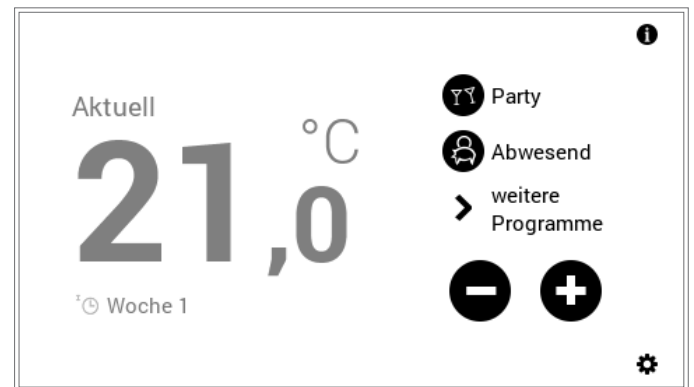 Aktuell
21,0
°C
Woche 1
Party
Abwesend
weitere
Programme